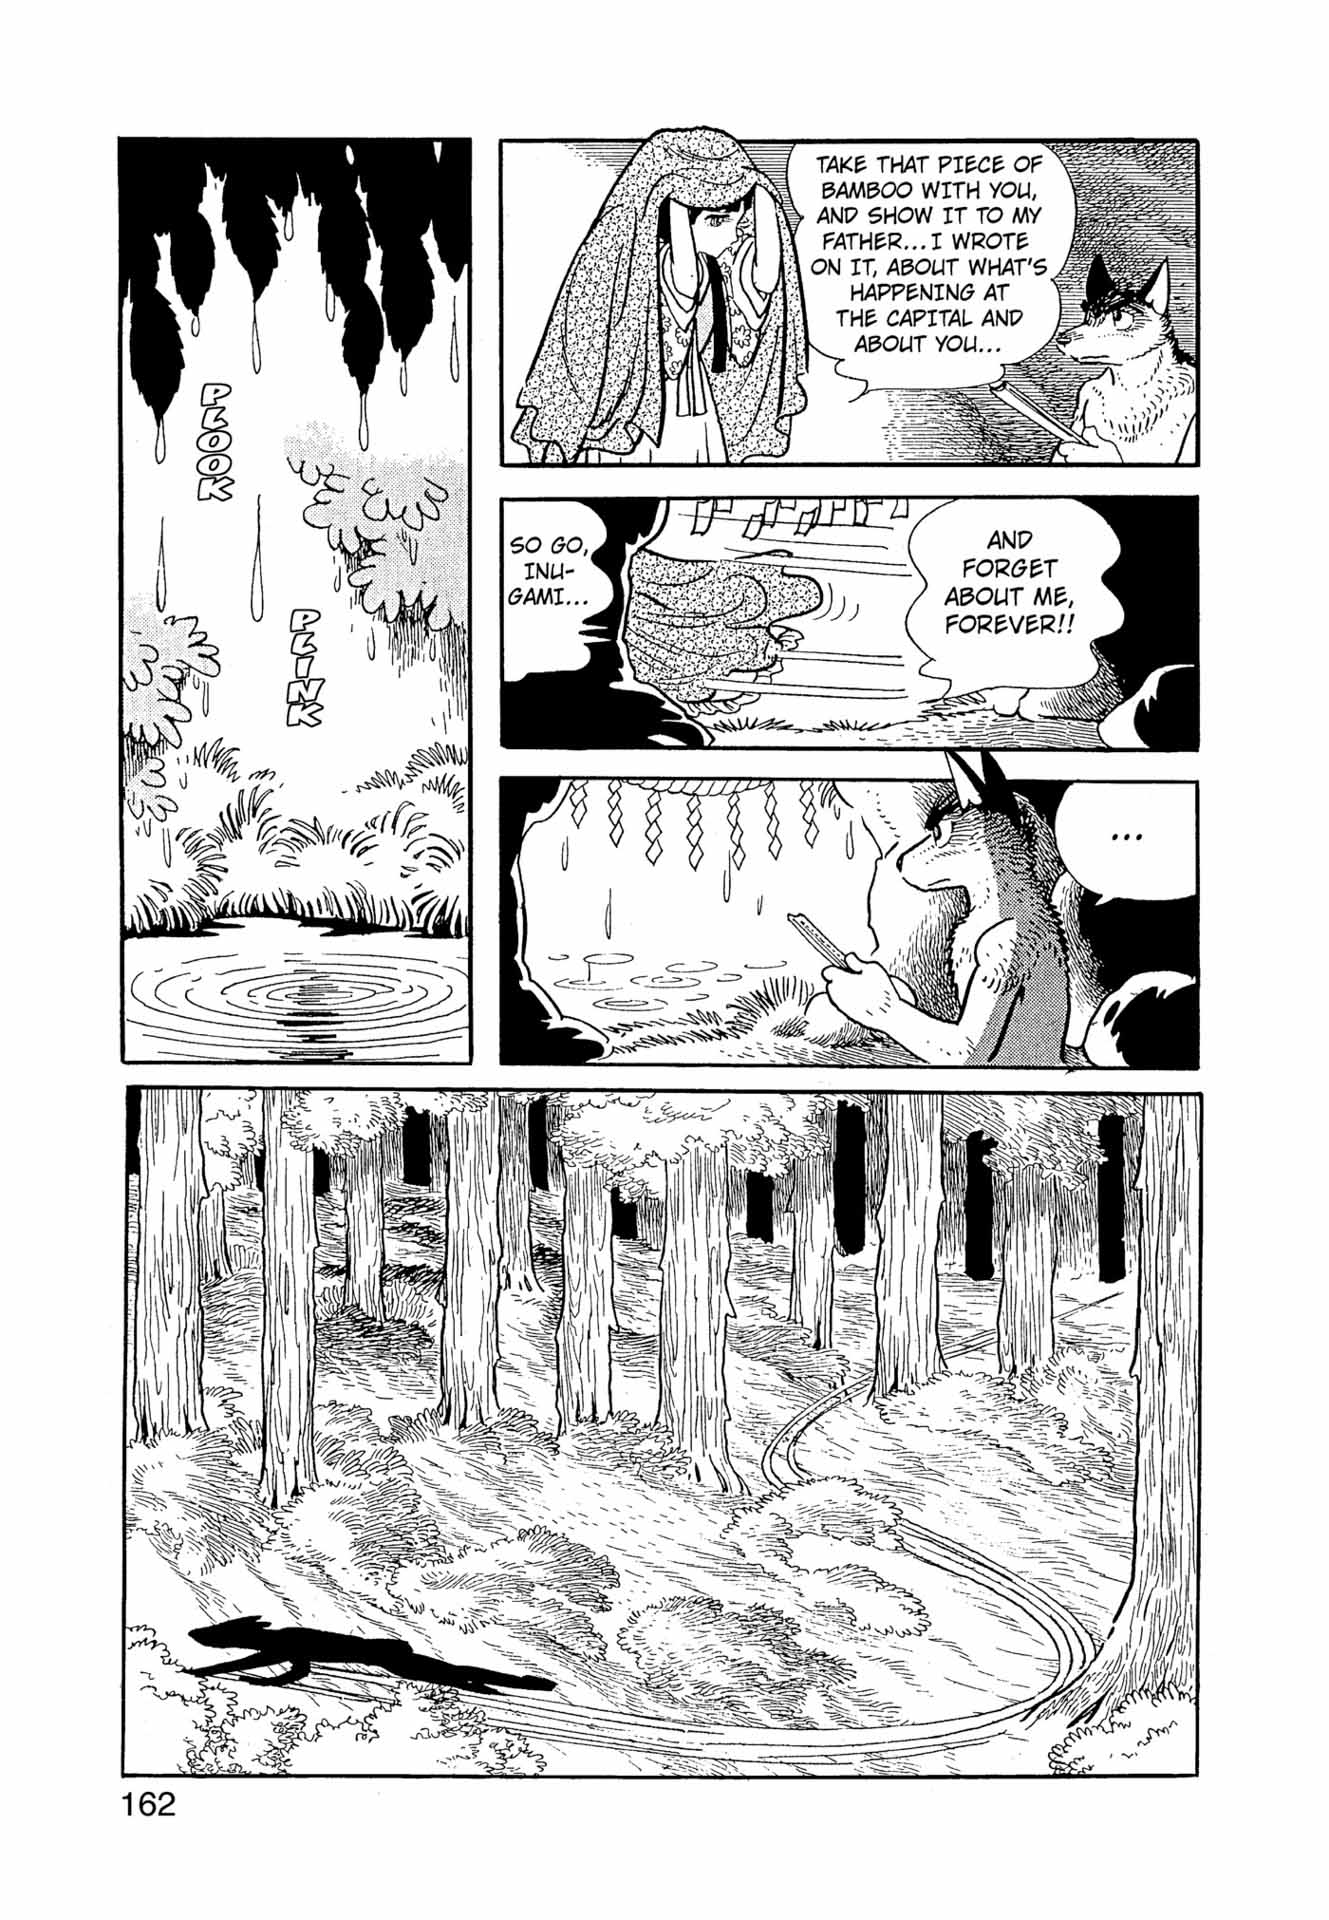 TAKE THAT PIECE OF
BAMBOO WITH YOU,
AND SHOW IT TO MY
FATHER...I WROTE
ON IT, ABOUT WHAT'S
HAPPENING AT
THE CAPITAL AND
ABOUT YOU...
AND
FORGET
ABOUT ME,
FOREVER!!
SO GO,
INU-
GAMI...
...
PLOOK
PLINK
162